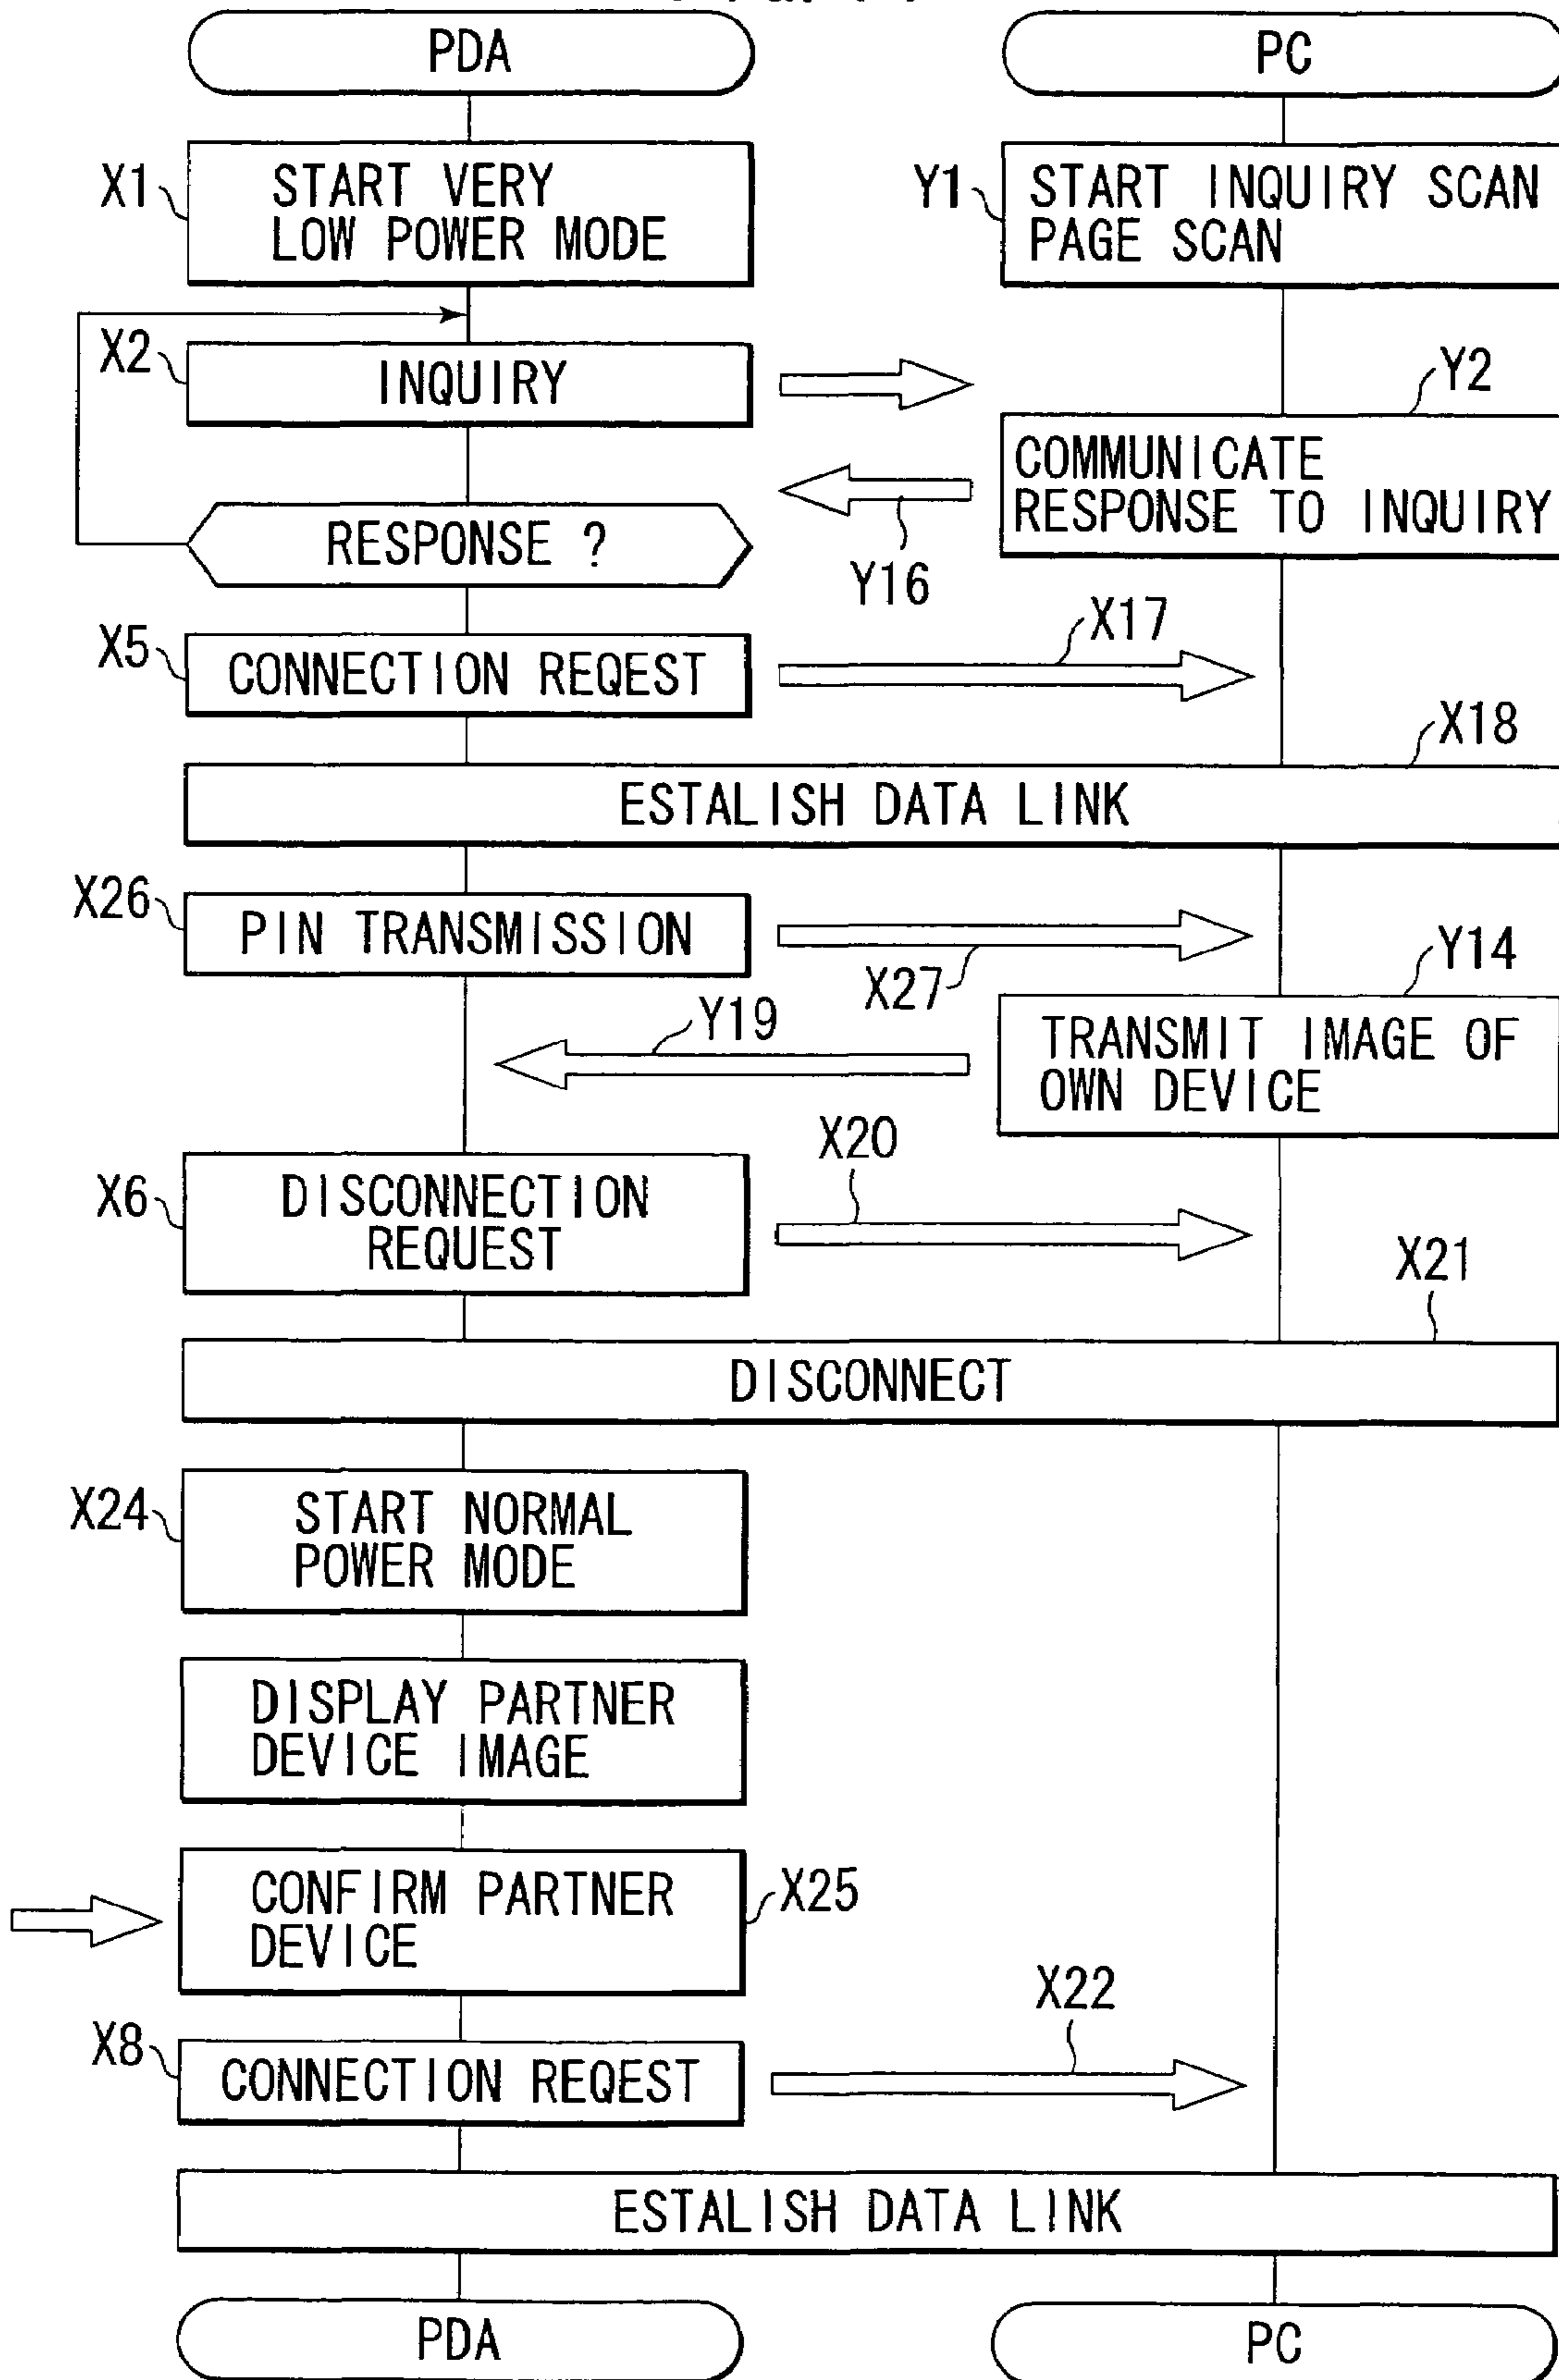 PDA
PC
X1
START VERY
LOW POWER MODE
Y1
START INQUIRY SCAN
PAGE SCAN
X2
INQUIRY
Y2
COMMUNICATE
RESPONSE TO INQUIRY
RESPONSE ?
Y16
X5
CONNECTION REQEST
X17
X18
ESTALISH DATA LINK
X26
PIN TRANSMISSION
X27
Y14
Y19
TRANSMIT IMAGE OF
OWN DEVICE
X20
X6
DISCONNECTION
REQUEST
X21
DISCONNECT
X24
START NORMAL
POWER MODE
DISPLAY PARTNER
DEVICE IMAGE
CONFIRM PARTNER
DEVICE
X25
X22
X8
CONNECTION REQEST
ESTALISH DATA LINK
PDA
PC